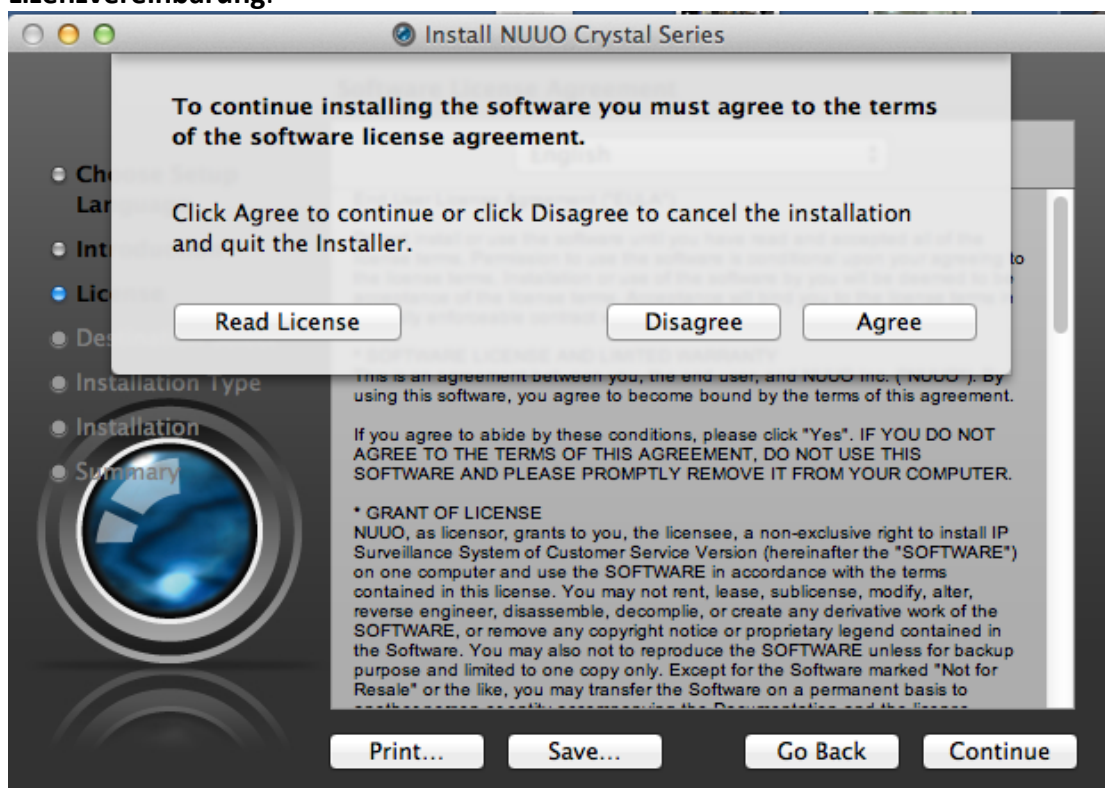 Lizenzvereinbarung.
Install NUUO Crystal Series
To continue installing the software you must agree to the terms
of the software license agreement.
Click Agree to continue or click Disagree to cancel the installation
and quit the Installer.
Read License
Disagree
Agree
Software License Agreement
English
Installation Type
Installation
Summary
This is an agreement between you, the end user, and NUUO Inc. ("NUUO"). By
using this software, you agree to become bound by the terms of this agreement.
If you agree to abide by these conditions, please click "Yes". IF YOU DO NOT
AGREE TO THE TERMS OF THIS AGREEMENT, DO NOT USE THIS
SOFTWARE AND PLEASE PROMPTLY REMOVE IT FROM YOUR COMPUTER.
* GRANT OF LICENSE
NUUO, as licensor, grants to you, the licensee, a non-exclusive right to install IP
Surveillance System of Customer Service Version (hereinafter the "SOFTWARE")
on one computer and use the SOFTWARE in accordance with the terms
contained in this license. You may not rent, lease, sublicense, modify, alter,
reverse engineer, disassemble, decomplie, or create any derivative work of the
SOFTWARE, or remove any copyright notice or proprietary legend contained in
the Software. You may also not to reproduce the SOFTWARE unless for backup
purpose and limited to one copy only. Except for the Software marked "Not for
Resale" or the like, you may transfer the Software on a permanent basis to
Print...
Save...
Go Back
Continue